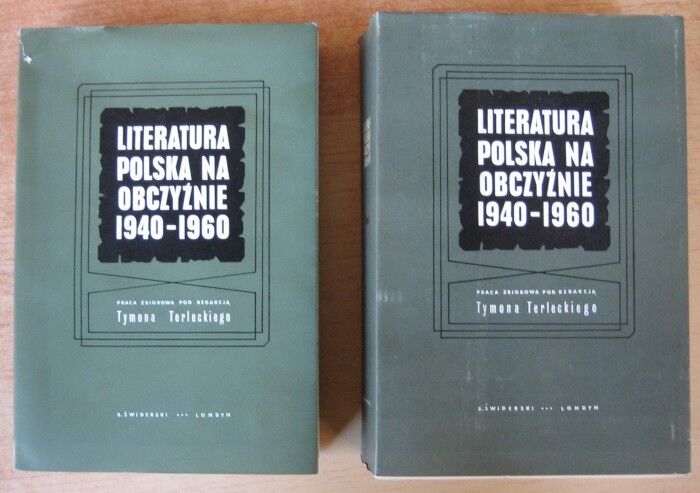 LITERATURA
POLSKA NA
OBCZYŹNIE
1940-1960
PRACA ZBIOROWA POD REDAKCJĄ
Tymona Terleckiego
B. ŚWIDERSKI *** LONDYN
LITERATURA
POLSKA NA
OBCZYŹNIE
1940-1960
PRACA ZBIOROWA POD REDAKCJĄ
Tymona Terleckiego
B. ŚWIDERSKI *** LONDYN